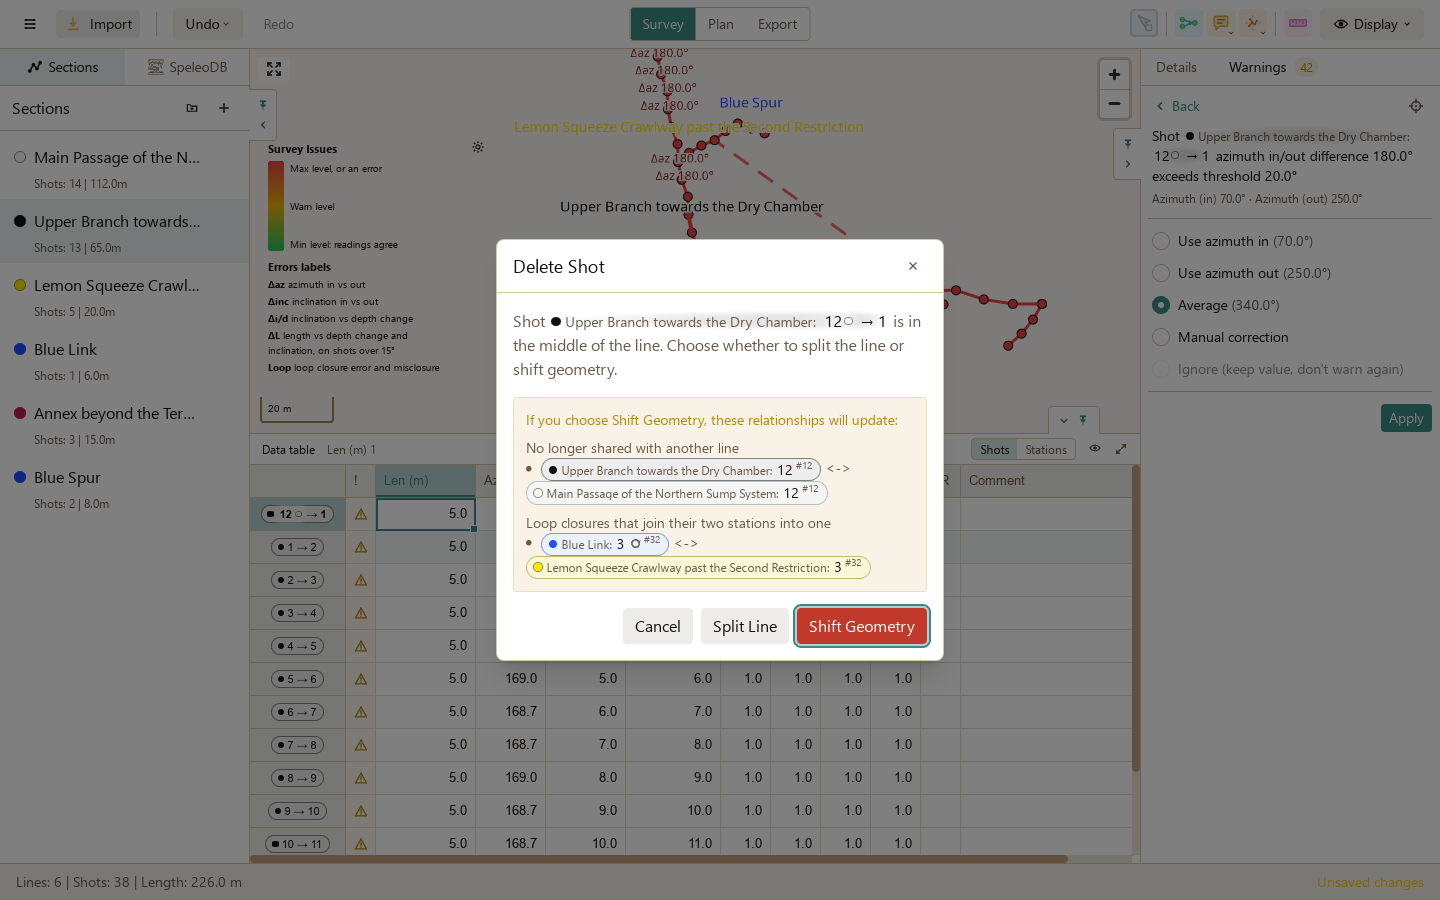 Import
Undo
Redo
Survey
Plan
Export
Display
Sections
SpeleoDB
Details
Warnings 42
Sections
Main Passage of the N...
Shots: 14 | 112.0m
Upper Branch towards...
Shots: 13 | 65.0m
Lemon Squeeze Crawl...
Shots: 5 | 20.0m
Blue Link
Shots: 1 | 6.0m
Annex beyond the Ter...
Shots: 3 | 15.0m
Blue Spur
Shots: 2 | 8.0m
Δaz 180.0°
Δaz 180.0°
Δaz 180.0°
Δaz 180.0°
Blue Spur
Lemon Squeeze Crawlway past the Second Restriction
Δaz 180.0°
Δaz 180.0°
Upper Branch towards the Dry Chamber
Survey Issues
Max level, or an error
Warn level
Min level: readings agree
Errors labels
Δaz azimuth in vs out
Δinc inclination in vs out
Δi/d inclination vs depth change
ΔL length vs depth change and
inclination, on shots over 15°
Loop loop closure error and misclosure
20 m
Back
Shot Upper Branch towards the Dry Chamber:
12 → 1 azimuth in/out difference 180.0°
exceeds threshold 20.0°
Azimuth (in) 70.0° · Azimuth (out) 250.0°
Use azimuth in (70.0°)
Use azimuth out (250.0°)
Average (340.0°)
Manual correction
Ignore (keep value, don't warn again)
Apply
Delete Shot
×
Shot Upper Branch towards the Dry Chamber: 12 → 1 is in
the middle of the line. Choose whether to split the line or
shift geometry.
If you choose Shift Geometry, these relationships will update:
No longer shared with another line
• Upper Branch towards the Dry Chamber: 12 #12 <->
Main Passage of the Northern Sump System: 12 #12
Loop closures that join their two stations into one
• Blue Link: 3 #32 <->
Lemon Squeeze Crawlway past the Second Restriction: 3 #32
Cancel
Split Line
Shift Geometry
Data table Len (m) 1
Shots
Stations
! Len (m) Az R Comment
12 → 1 5.0
1 → 2 5.0
2 → 3 5.0
3 → 4 5.0
4 → 5 5.0
5 → 6 5.0 169.0 5.0 6.0 1.0 1.0 1.0 1.0
6 → 7 5.0 168.7 6.0 7.0 1.0 1.0 1.0 1.0
7 → 8 5.0 168.7 7.0 8.0 1.0 1.0 1.0 1.0
8 → 9 5.0 169.0 8.0 9.0 1.0 1.0 1.0 1.0
9 → 10 5.0 168.7 9.0 10.0 1.0 1.0 1.0 1.0
10 → 11 5.0 168.7 10.0 11.0 1.0 1.0 1.0 1.0
Lines: 6 | Shots: 38 | Length: 226.0 m
Unsaved changes